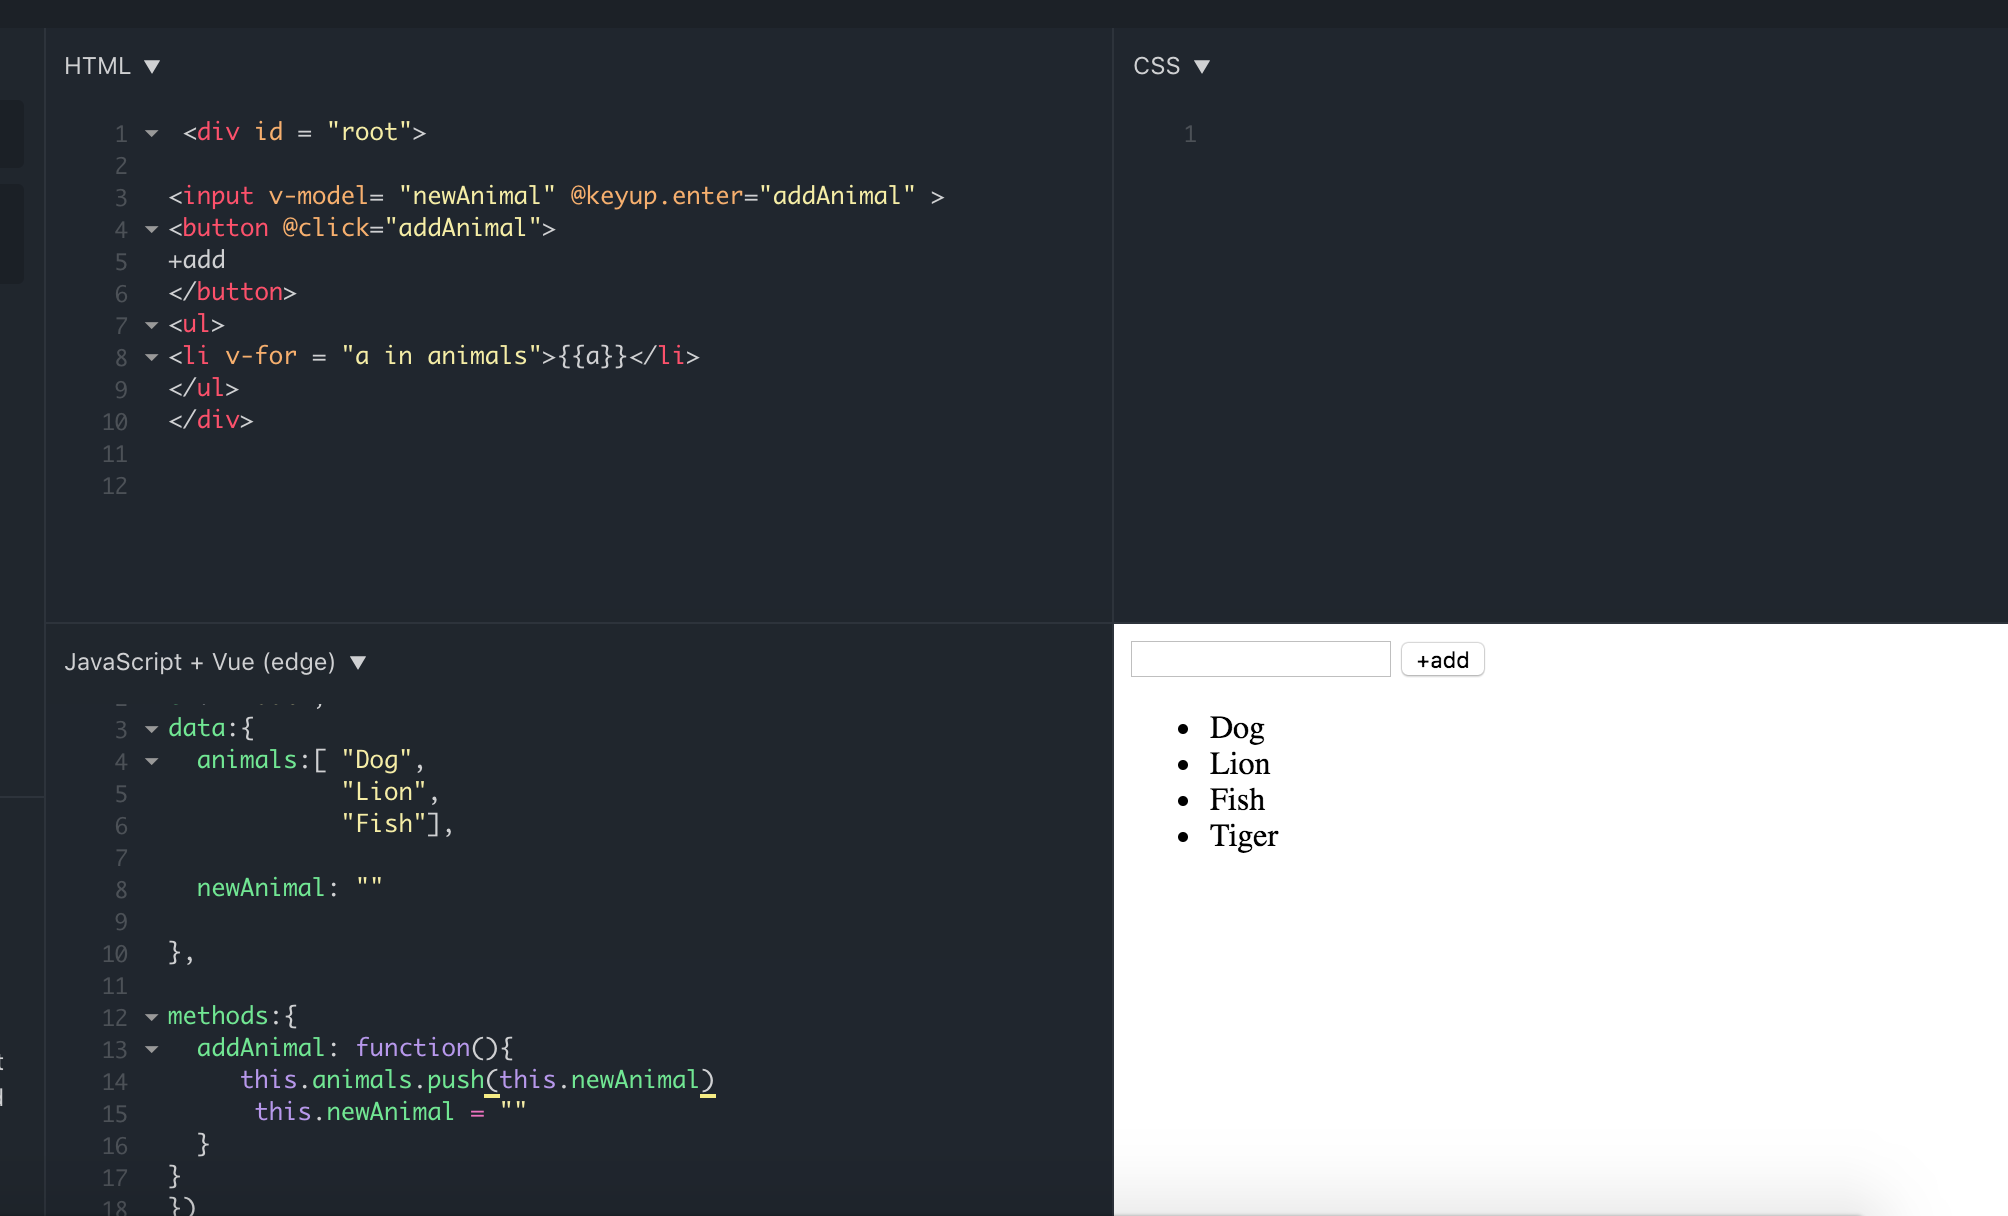 HTML ▼
1 <div id = "root">
2
3 <input v-model= "newAnimal" @keyup.enter="addAnimal" >
4 <button @click="addAnimal">
5 +add
6 </button>
7 <ul>
8 <li v-for = "a in animals">{{a}}</li>
9 </ul>
10 </div>
11
12
CSS ▼
1
JavaScript + Vue (edge) ▼
3 data:{
4 animals:[ "Dog",
5 "Lion",
6 "Fish"],
7
8 newAnimal: ""
9
10 },
11
12 methods:{
13 addAnimal: function(){
14 this.animals.push(this.newAnimal)
15 this.newAnimal = ""
16 }
17 }
18 })
+add
• Dog
• Lion
• Fish
• Tiger